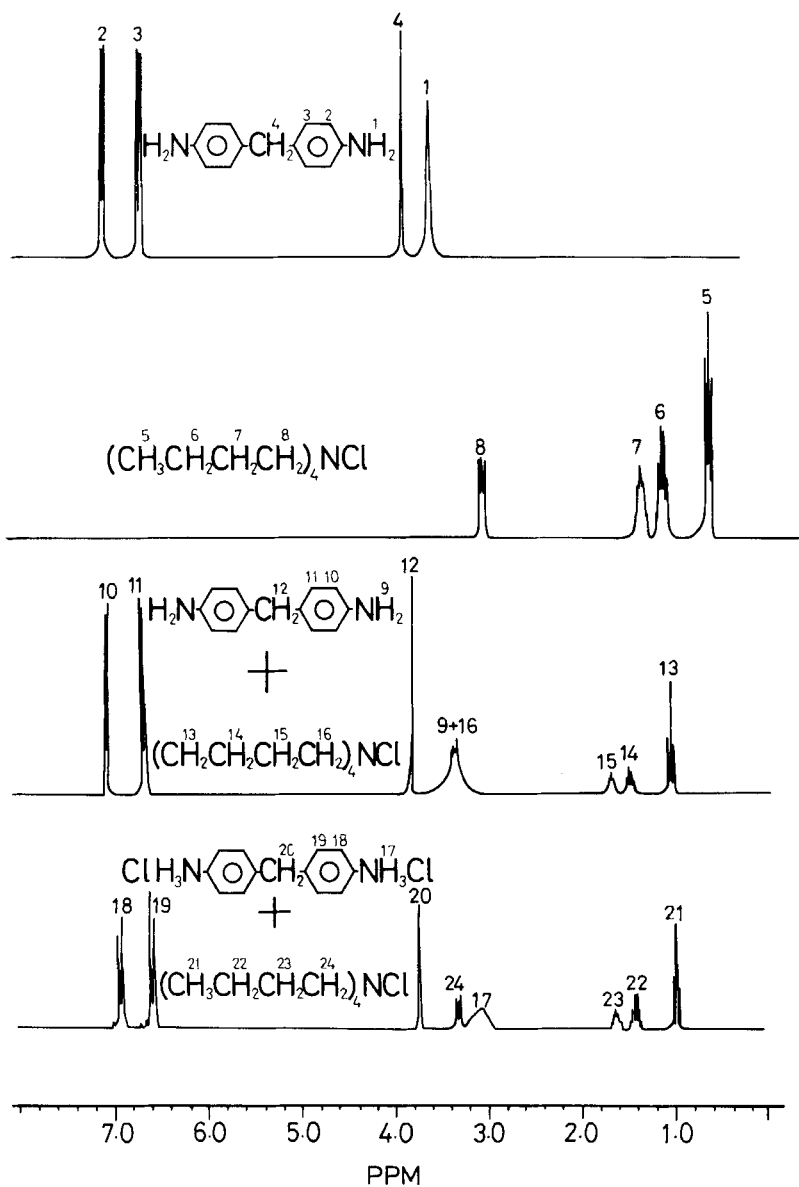 2 3 4 1
4 3 2 1
H₂N CH₂ NH₂
5
5 6 7 8
(CH₃CH₂CH₂CH₂)₄NCl
8 7 6
10 11 12
12 11 10 9
H₂N CH₂ NH₂
+
13 14 15 16
(CH₂CH₂CH₂CH₂)₄NCl
9+16 15 14 13
20 19 18 17
ClH₃N CH₂ NH₃Cl
+
18 19 20 21
21 22 23 24
(CH₃CH₂CH₂CH₂)₄NCl
24 17 23 22
7.0 6.0 5.0 4.0 3.0 2.0 1.0
PPM